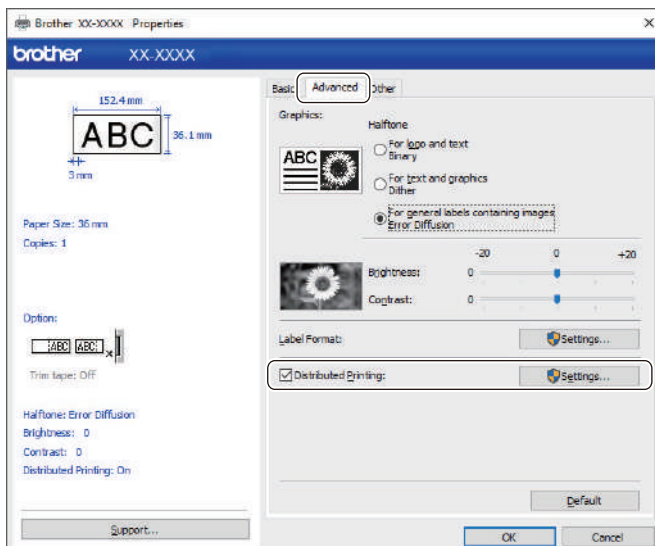 Brother XX-XXXX Properties
brother XX-XXXX
152.4 mm
ABC
36.1 mm
3 mm
Paper Size: 36 mm
Copies: 1
Option:
ABC ABC
Trim tape: Off
Halftone: Error Diffusion
Brightness: 0
Contrast: 0
Distributed Printing: On
Support...
Basic Advanced Other
Graphics:
ABC
Halftone
For logo and text
Binary
For text and graphics
Dither
For general labels containing images
Error Diffusion
-20 0 +20
Brightness: 0
Contrast: 0
Label Format: Settings...
Distributed Printing: Settings...
Default
OK Cancel